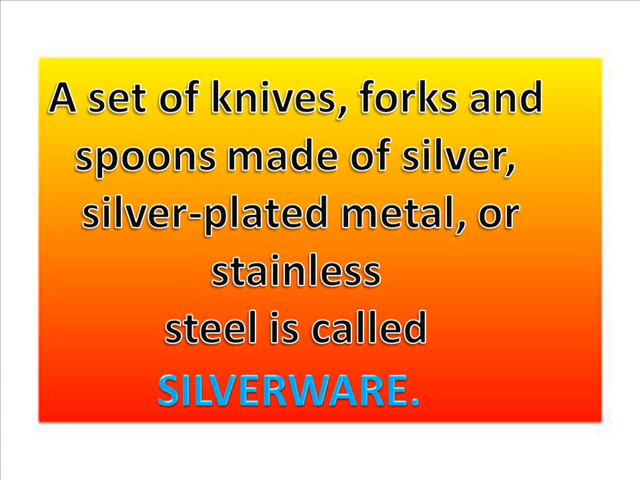 A set of knives, forks and
spoons made of silver,
silver-plated metal, or
stainless
steel is called
SILVERWARE.